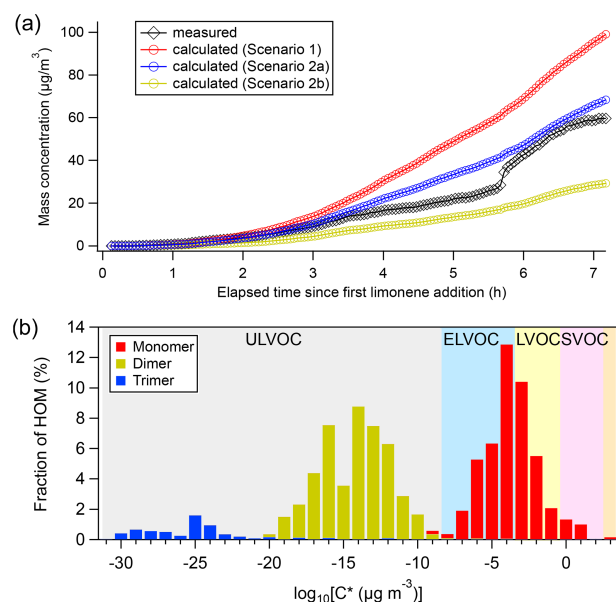 (a)
measured
calculated (Scenario 1)
calculated (Scenario 2a)
calculated (Scenario 2b)
Mass concentration (µg/m³)
100
80
60
40
20
0
0 1 2 3 4 5 6 7
Elapsed time since first limonene addition (h)
(b)
Monomer
Dimer
Trimer
ULVOC ELVOC LVOC SVOC
Fraction of HOM (%)
14
12
10
8
6
4
2
0
-30 -25 -20 -15 -10 -5 0
log₁₀[C* (µg m⁻³)]